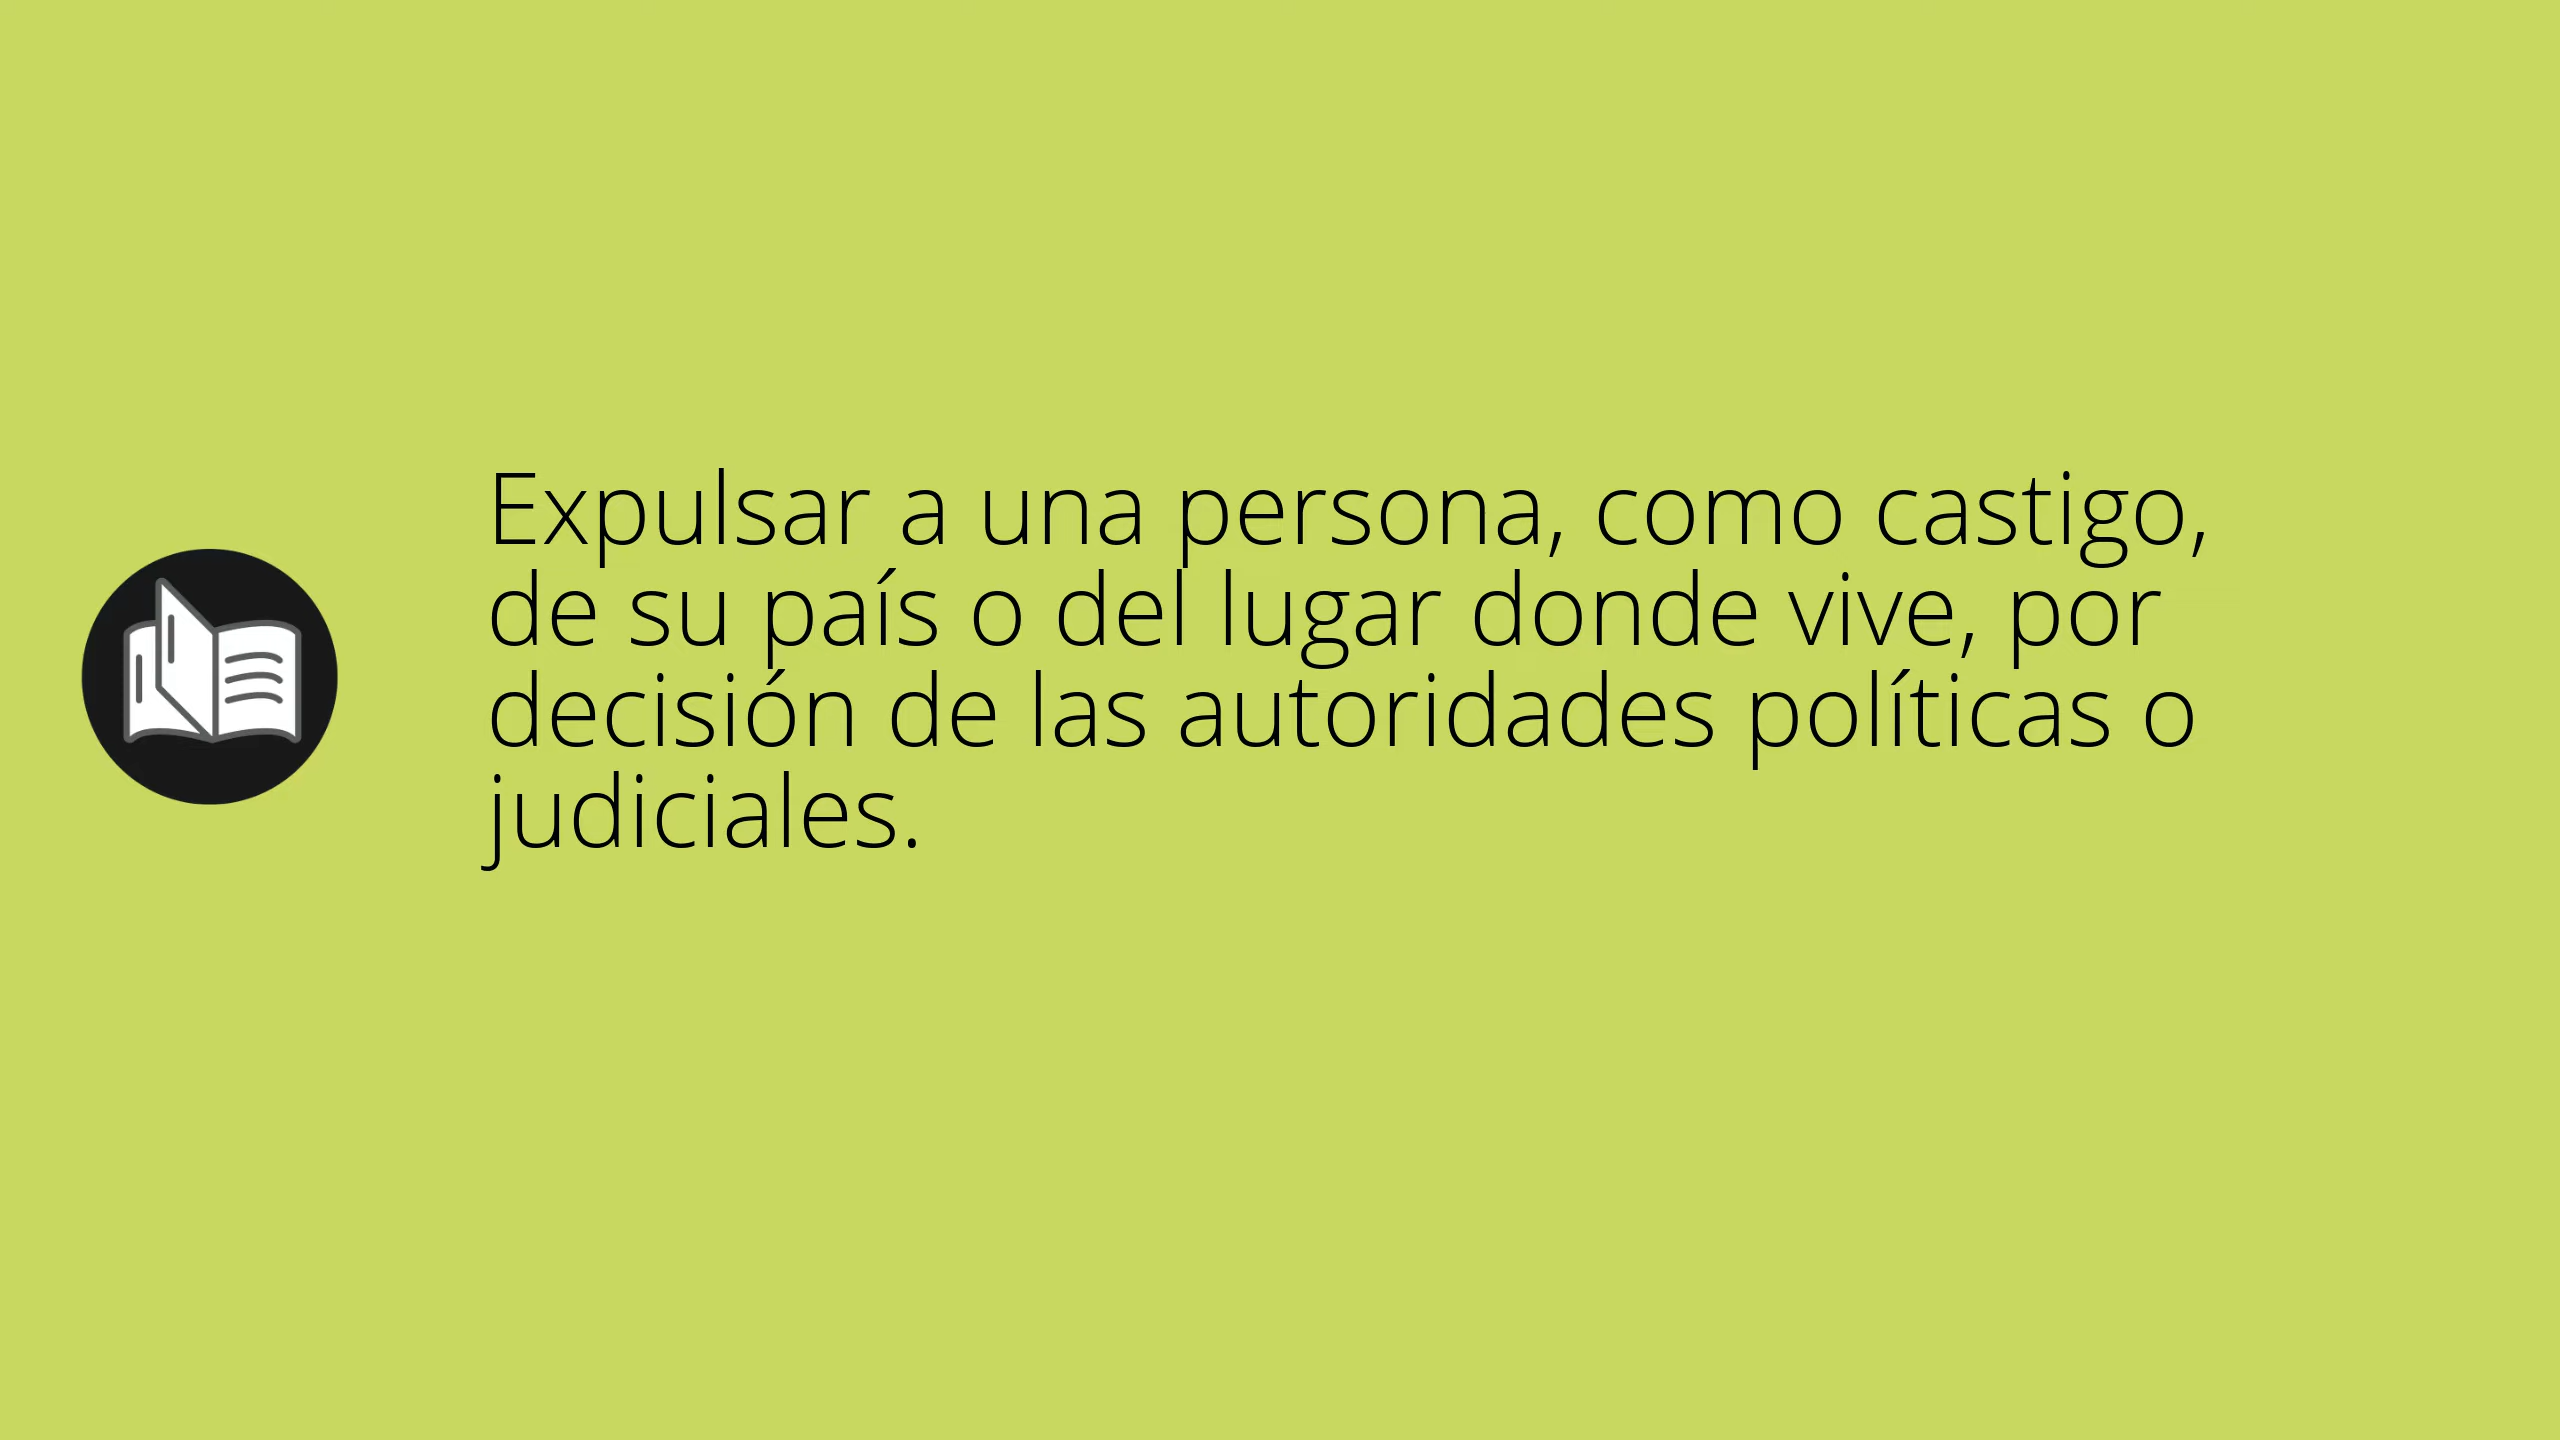 Expulsar a una persona, como castigo,
de su país o del lugar donde vive, por
decisión de las autoridades políticas o
judiciales.